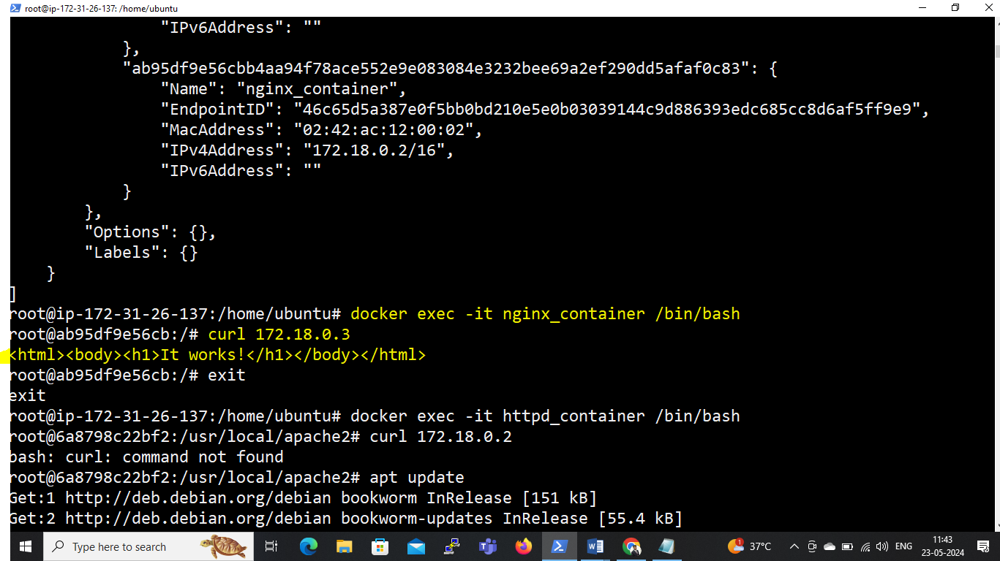 root@ip-172-31-26-137: /home/ubuntu
                "IPv6Address": ""
            },
            "ab95df9e56cbb4aa94f78ace552e9e083084e3232bee69a2ef290dd5afaf0c83": {
                "Name": "nginx_container",
                "EndpointID": "46c65d5a387e0f5bb0bd210e5e0b03039144c9d886393edc685cc8d6af5ff9e9",
                "MacAddress": "02:42:ac:12:00:02",
                "IPv4Address": "172.18.0.2/16",
                "IPv6Address": ""
            }
        },
        "Options": {},
        "Labels": {}
    }
]
root@ip-172-31-26-137:/home/ubuntu# docker exec -it nginx_container /bin/bash
root@ab95df9e56cb:/# curl 172.18.0.3
<html><body><h1>It works!</h1></body></html>
root@ab95df9e56cb:/# exit
exit
root@ip-172-31-26-137:/home/ubuntu# docker exec -it httpd_container /bin/bash
root@6a8798c22bf2:/usr/local/apache2# curl 172.18.0.2
bash: curl: command not found
root@6a8798c22bf2:/usr/local/apache2# apt update
Get:1 http://deb.debian.org/debian bookworm InRelease [151 kB]
Get:2 http://deb.debian.org/debian bookworm-updates InRelease [55.4 kB]
Type here to search
1
37°C
ENG
11:43
23-05-2024